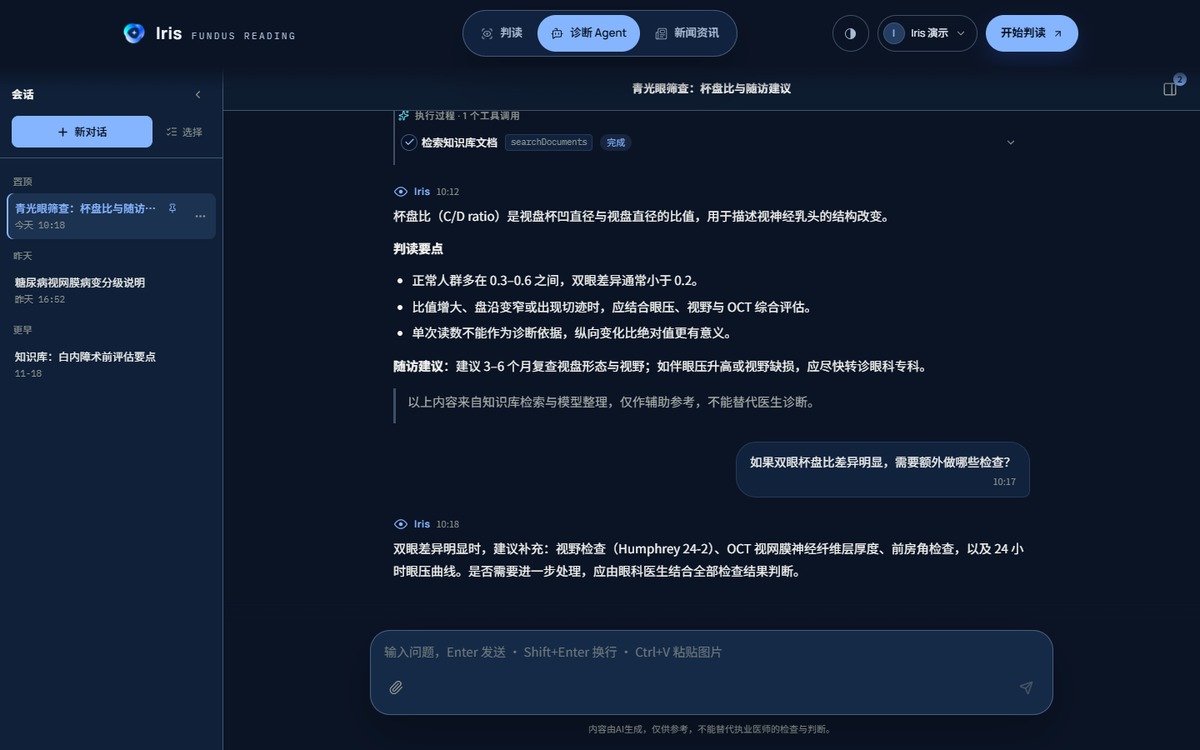 Iris FUNDUS READING
判读
诊断 Agent
新闻资讯
I
Iris 演示
开始判读
会话
新对话
选择
置顶
青光眼筛查：杯盘比与随访…
今天 10:18
昨天
糖尿病视网膜病变分级说明
昨天 16:52
更早
知识库：白内障术前评估要点
11-18
青光眼筛查：杯盘比与随访建议
2
执行过程 · 1 个工具调用
检索知识库文档 searchDocuments 完成
Iris 10:12
杯盘比（C/D ratio）是视盘杯凹直径与视盘直径的比值，用于描述视神经乳头的结构改变。
判读要点
• 正常人群多在 0.3–0.6 之间，双眼差异通常小于 0.2。
• 比值增大、盘沿变窄或出现切迹时，应结合眼压、视野与 OCT 综合评估。
• 单次读数不能作为诊断依据，纵向变化比绝对值更有意义。
随访建议：建议 3–6 个月复查视盘形态与视野；如伴眼压升高或视野缺损，应尽快转诊眼科专科。
以上内容来自知识库检索与模型整理，仅作辅助参考，不能替代医生诊断。
如果双眼杯盘比差异明显，需要额外做哪些检查？
10:17
Iris 10:18
双眼差异明显时，建议补充：视野检查（Humphrey 24-2）、OCT 视网膜神经纤维层厚度、前房角检查，以及 24 小
时眼压曲线。是否需要进一步处理，应由眼科医生结合全部检查结果判断。
输入问题，Enter 发送 · Shift+Enter 换行 · Ctrl+V 粘贴图片
内容由AI生成，仅供参考，不能替代执业医师的检查与判断。